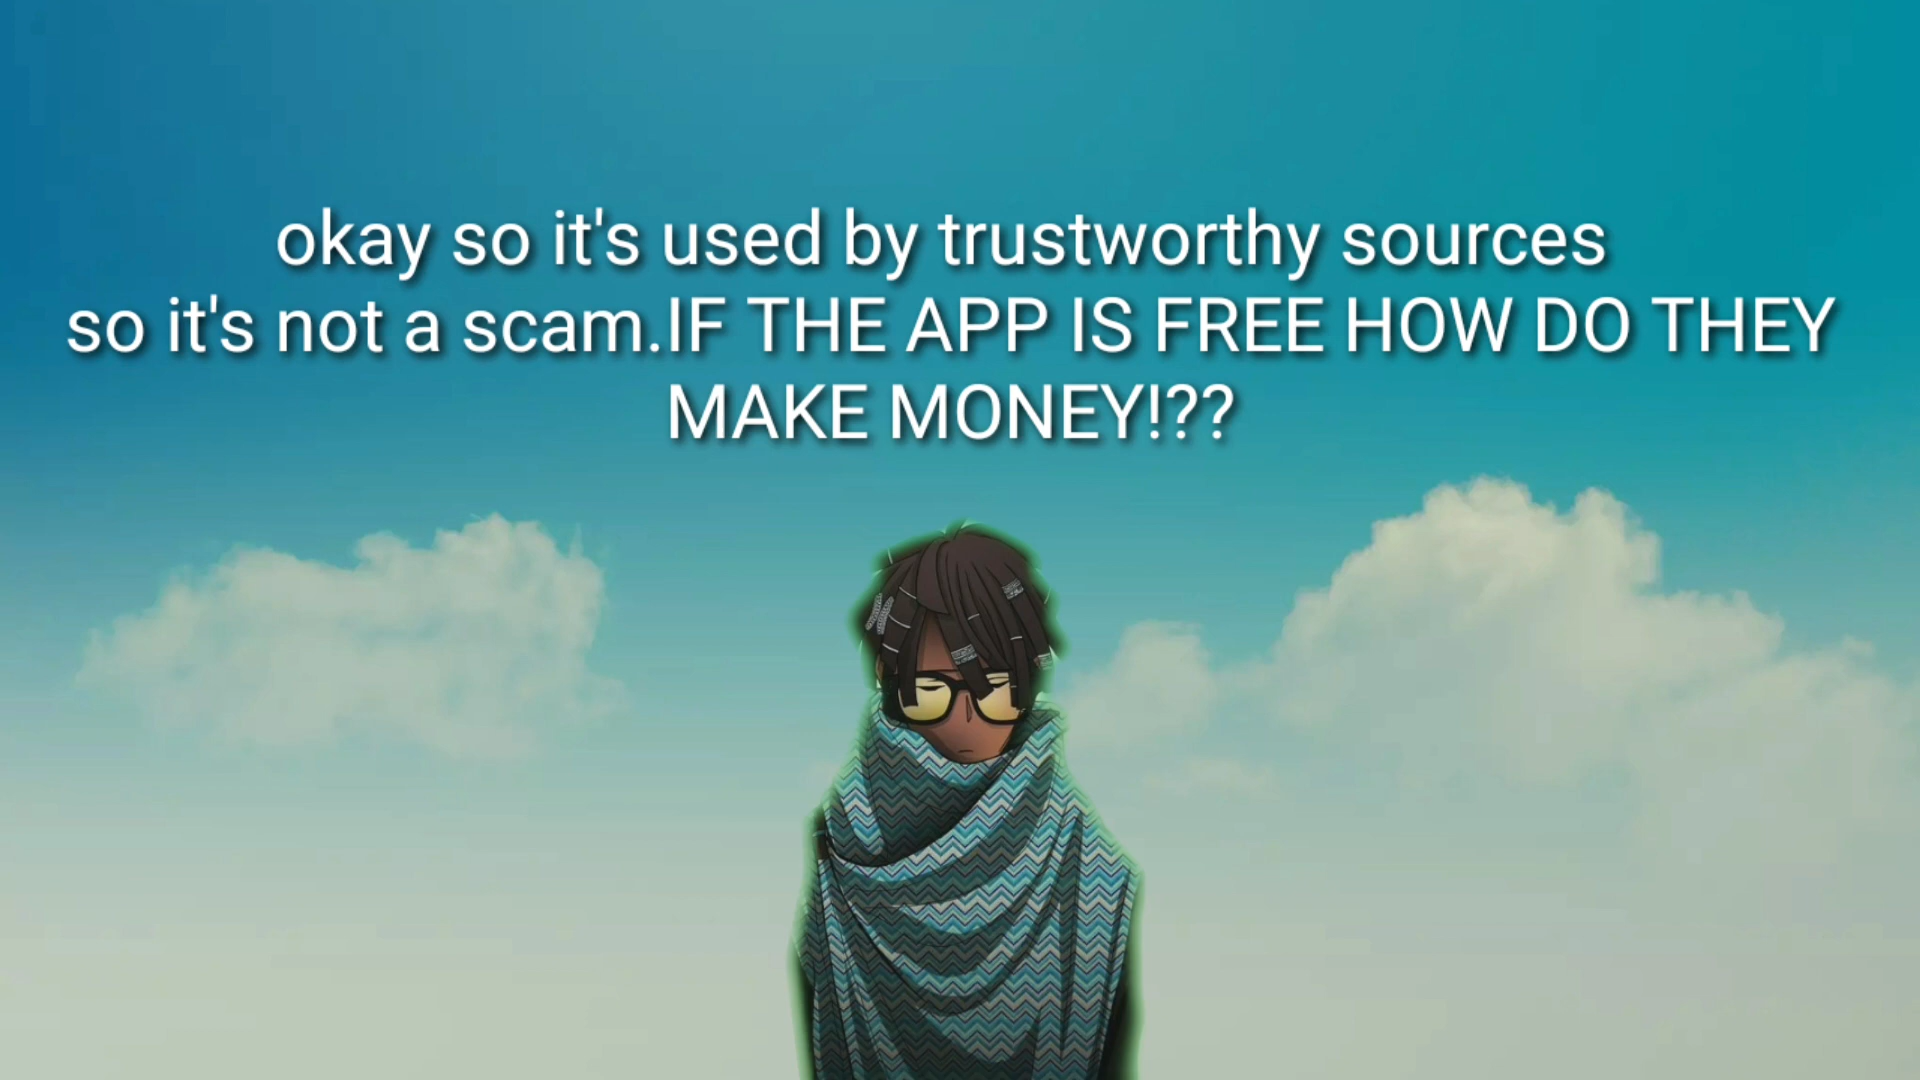 okay so it's used by trustworthy sources
so it's not a scam.IF THE APP IS FREE HOW DO THEY
MAKE MONEY!??